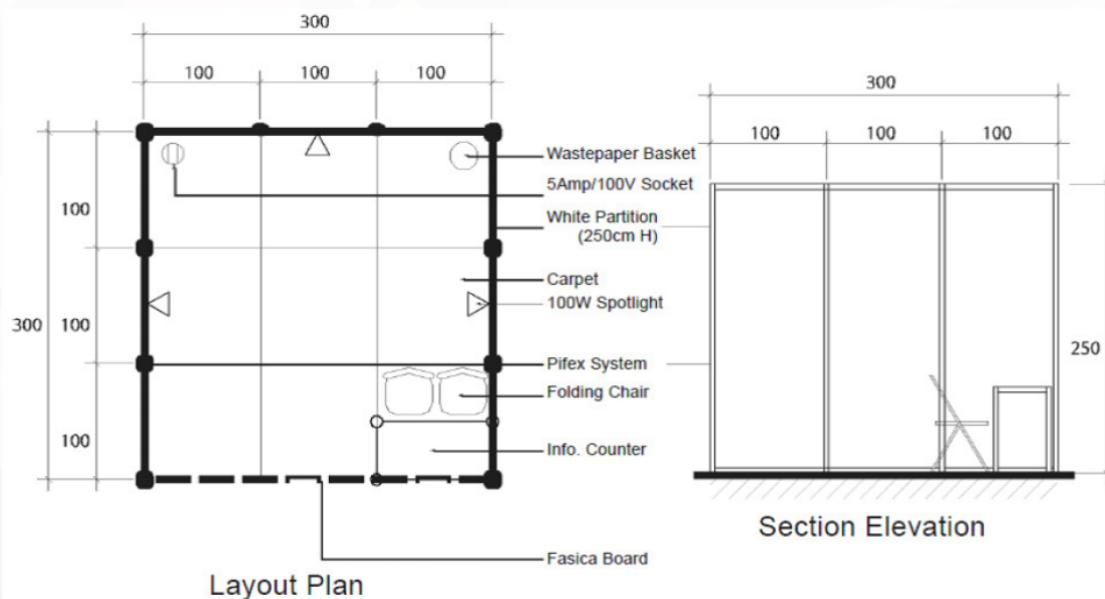 300
100 100 100
300
100
100
100
Wastepaper Basket
5Amp/100V Socket
White Partition
(250cm H)
Carpet
100W Spotlight
Pifex System
Folding Chair
Info. Counter
Fasica Board
Layout Plan
300
100 100 100
250
Section Elevation